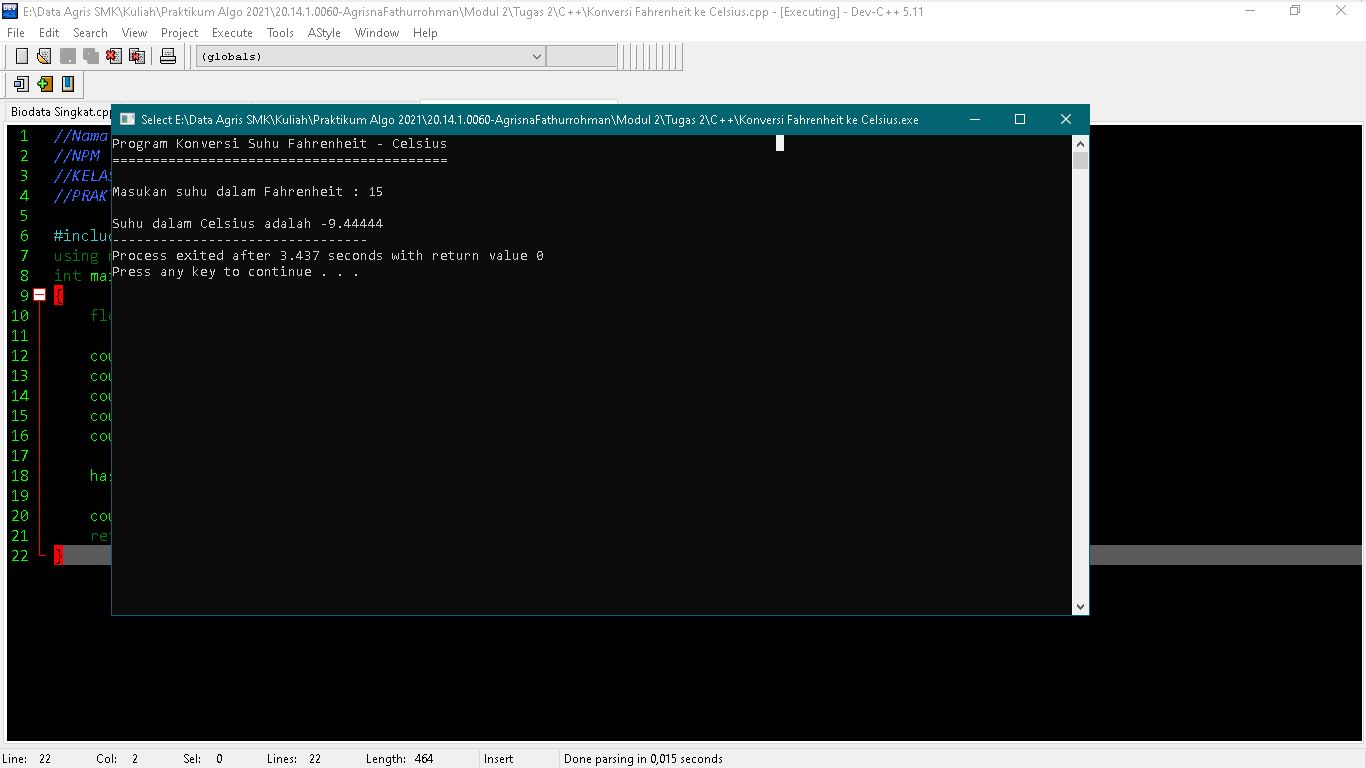 E:\Data Agris SMK\Kuliah\Praktikum Algo 2021\20.14.1.0060-AgrisnaFathurrohman\Modul 2\Tugas 2\C++\Konversi Fahrenheit ke Celsius.cpp - [Executing] - Dev-C++ 5.11
File Edit Search View Project Execute Tools AStyle Window Help
(globals)
Biodata Singkat.cpp
Select E:\Data Agris SMK\Kuliah\Praktikum Algo 2021\20.14.1.0060-AgrisnaFathurrohman\Modul 2\Tugas 2\C++\Konversi Fahrenheit ke Celsius.exe
Program Konversi Suhu Fahrenheit - Celsius
==========================================
Masukan suhu dalam Fahrenheit : 15
Suhu dalam Celsius adalah -9.44444
--------------------------------
Process exited after 3.437 seconds with return value 0
Press any key to continue . . .
1 //Nama
2 //NPM
3 //KELAS
4 //PRAK
5
6 #inclu
7 using
8 int ma
9 {
10 flo
11
12 cou
13 cou
14 cou
15 cou
16 cou
17
18 has
19
20 cou
21 ret
22 }
Line: 22 Col: 2 Sel: 0 Lines: 22 Length: 464 Insert Done parsing in 0,015 seconds